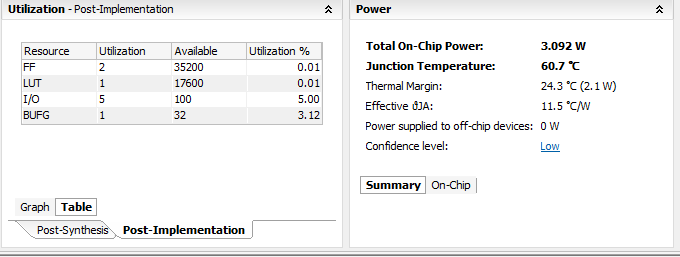 Utilization - Post-Implementation
Resource Utilization Available Utilization %
FF 2 35200 0.01
LUT 1 17600 0.01
I/O 5 100 5.00
BUFG 1 32 3.12
Graph Table
Post-Synthesis Post-Implementation
Power
Total On-Chip Power: 3.092 W
Junction Temperature: 60.7 °C
Thermal Margin: 24.3 °C (2.1 W)
Effective ϑJA: 11.5 °C/W
Power supplied to off-chip devices: 0 W
Confidence level: Low
Summary On-Chip